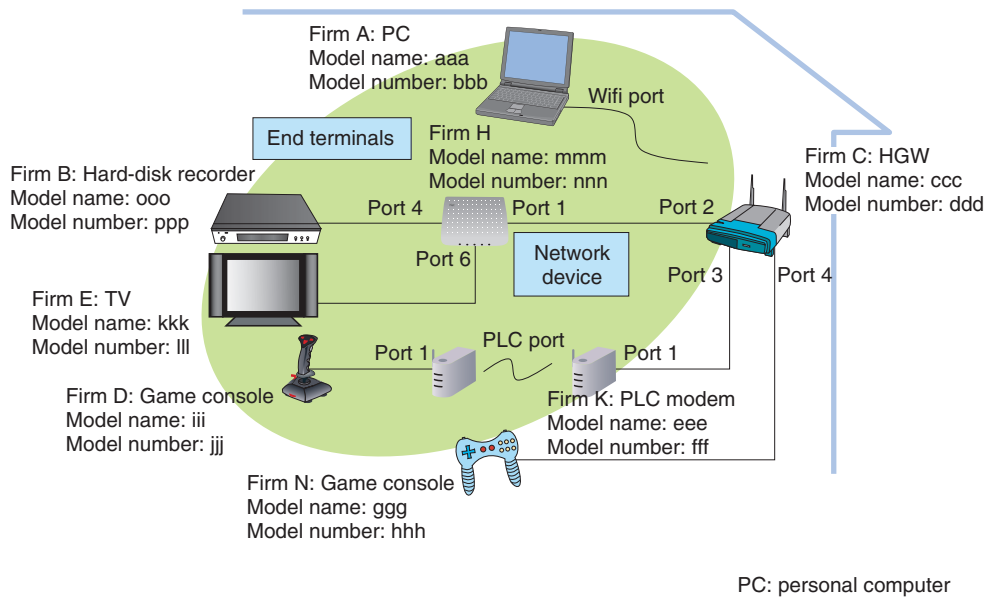 Firm A: PC
Model name: aaa
Model number: bbb
Wifi port
End terminals
Firm H
Model name: mmm
Model number: nnn
Firm B: Hard-disk recorder
Model name: ooo
Model number: ppp
Firm C: HGW
Model name: ccc
Model number: ddd
Port 4
Port 1
Port 2
Port 6
Network
device
Port 3
Port 4
Firm E: TV
Model name: kkk
Model number: lll
Port 1
PLC port
Port 1
Firm D: Game console
Model name: iii
Model number: jjj
Firm K: PLC modem
Model name: eee
Model number: fff
Firm N: Game console
Model name: ggg
Model number: hhh
PC: personal computer